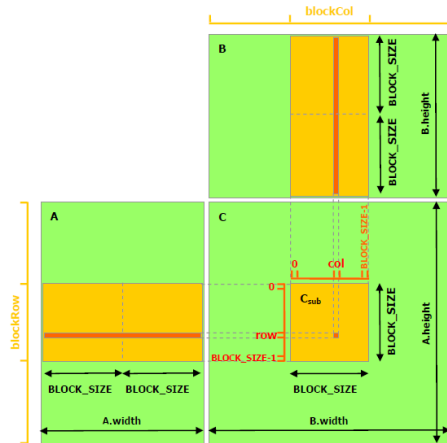 blockCol
B
BLOCK_SIZE
BLOCK_SIZE
B.height
A
C
BLOCK_SIZE-1
0
col
blockRow
0
C_sub
row
BLOCK_SIZE-1
BLOCK_SIZE
A.height
BLOCK_SIZE
BLOCK_SIZE
BLOCK_SIZE
A.width
B.width